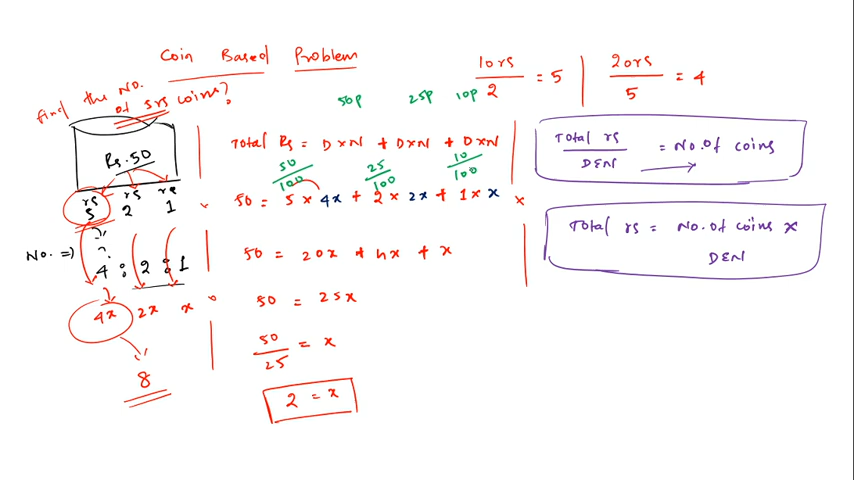 Coin Based Problem
find the No. of 5rs coins?
10rs / 2 = 5 | 20rs / 5 = 4
50p 25p 10p
Rs. 50
Total Rs = D×N + D×N + D×N
50/100 25/100 10/100
Total rs / DEN = No. of coins
rs rs rs
5 2 1
50 = 5 × 4x + 2 × 2x + 1 × x
Total rs = No. of coins × DEN
No. => 4 : 2 : 1
50 = 20x + 4x + x
4x 2x x
50 = 25x
50 / 25 = x
8
2 = x